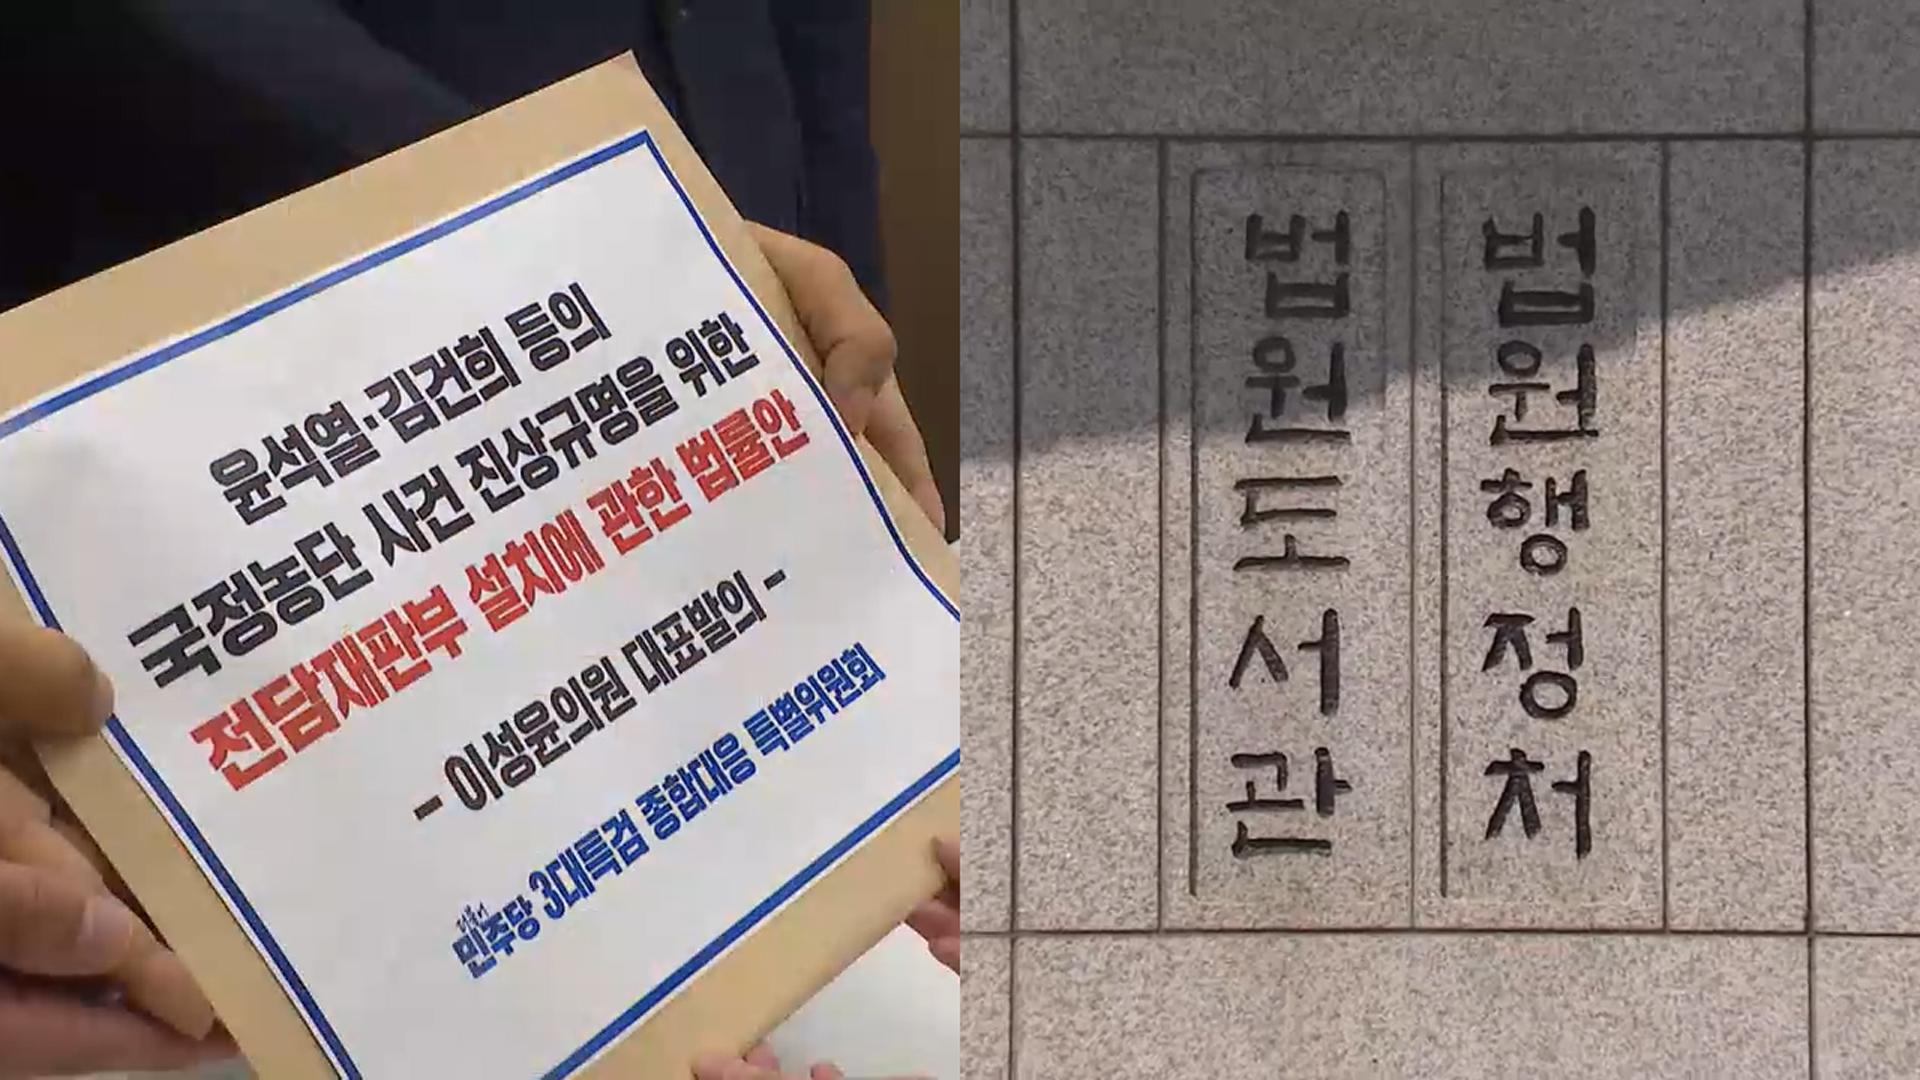 윤석열·김건희 등의
국정농단 사건 진상규명을 위한
전담재판부 설치에 관한 법률안
- 이성윤의원 대표발의 -
더불어
민주당 3대특검 종합대응 특별위원회
법원도서관
법원행정처